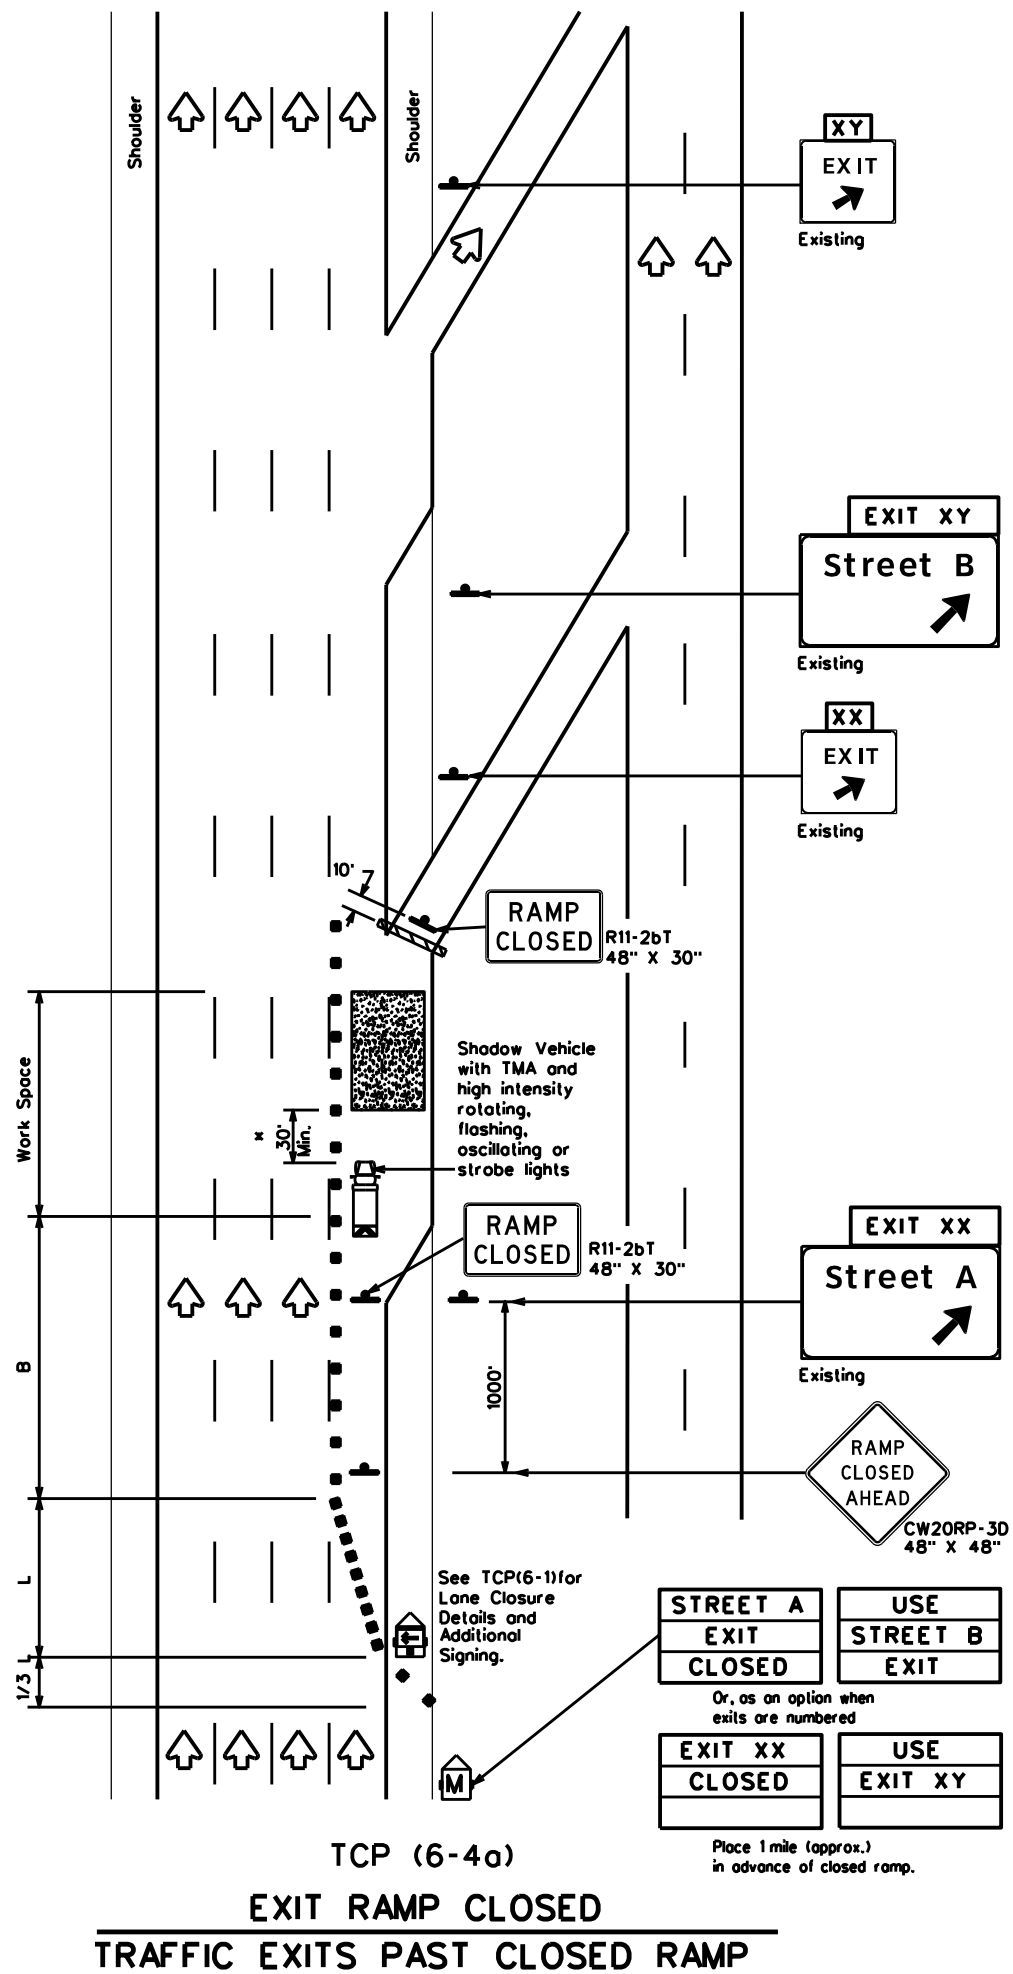 Shoulder
Shoulder
XY
EXIT
Existing
EXIT XY
Street B
Existing
XX
EXIT
Existing
10'
RAMP
CLOSED
R11-2bT
48" X 30"
Work Space
Shadow Vehicle
with TMA and
high intensity
rotating,
flashing,
oscillating or
strobe lights
30'
Min.
RAMP
CLOSED
R11-2bT
48" X 30"
EXIT XX
Street A
Existing
B
1000'
RAMP
CLOSED
AHEAD
CW20RP-3D
48" X 48"
L
See TCP(6-1)for
Lane Closure
Details and
Additional
Signing.
1/3 L
STREET A
EXIT
CLOSED
USE
STREET B
EXIT
Or, as an option when
exits are numbered
EXIT XX
CLOSED
USE
EXIT XY
M
Place 1 mile (approx.)
in advance of closed ramp.
TCP (6-4a)
EXIT RAMP CLOSED
TRAFFIC EXITS PAST CLOSED RAMP